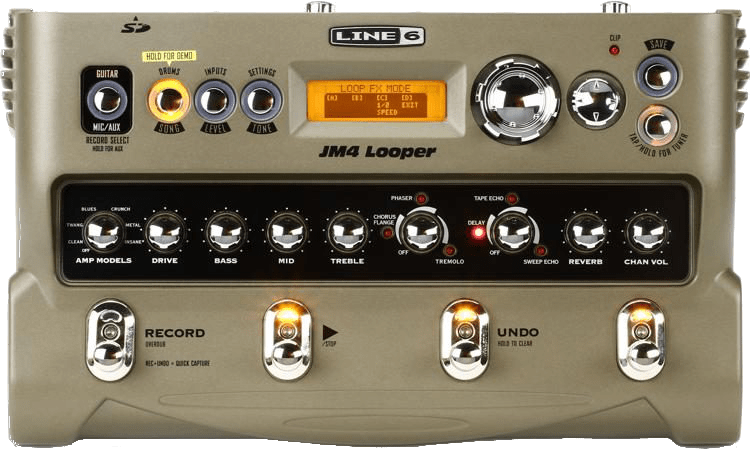 SD
LINE 6
CLIP
SAVE
HOLD FOR DEMO
GUITAR
DRUMS
INPUTS
SETTINGS
LOOP FX MODE
[A] [B] [C] [D]
1/2 EXIT
SPEED
MIC/AUX
SONG
LEVEL
TONE
TAP/HOLD FOR TUNER
RECORD SELECT
HOLD FOR AUX
JM4 Looper
PHASER
TAPE ECHO
BLUES
CRUNCH
CHORUS
FLANGE
TWANG
METAL
DELAY
CLEAN
INSANE
OFF
OFF
OFF
AMP MODELS
DRIVE
BASS
MID
TREBLE
TREMOLO
SWEEP ECHO
REVERB
CHAN VOL
RECORD
OVERDUB
/STOP
UNDO
HOLD TO CLEAR
REC+UNDO = QUICK CAPTURE